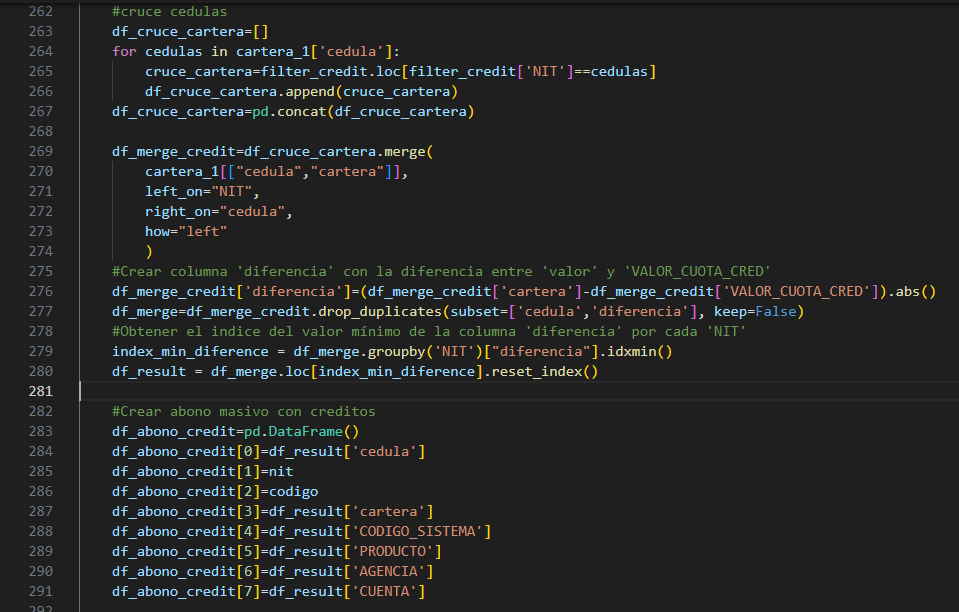 262 #cruce cedulas
263 df_cruce_cartera=[]
264 for cedulas in cartera_1['cedula']:
265 cruce_cartera=filter_credit.loc[filter_credit['NIT']==cedulas]
266 df_cruce_cartera.append(cruce_cartera)
267 df_cruce_cartera=pd.concat(df_cruce_cartera)
268
269 df_merge_credit=df_cruce_cartera.merge(
270 cartera_1[["cedula","cartera"]],
271 left_on="NIT",
272 right_on="cedula",
273 how="left"
274 )
275 #Crear columna 'diferencia' con la diferencia entre 'valor' y 'VALOR_CUOTA_CRED'
276 df_merge_credit['diferencia']=(df_merge_credit['cartera']-df_merge_credit['VALOR_CUOTA_CRED']).abs()
277 df_merge=df_merge_credit.drop_duplicates(subset=['cedula','diferencia'], keep=False)
278 #Obtener el indice del valor mínimo de la columna 'diferencia' por cada 'NIT'
279 index_min_diference = df_merge.groupby('NIT')["diferencia"].idxmin()
280 df_result = df_merge.loc[index_min_diference].reset_index()
281
282 #Crear abono masivo con creditos
283 df_abono_credit=pd.DataFrame()
284 df_abono_credit[0]=df_result['cedula']
285 df_abono_credit[1]=nit
286 df_abono_credit[2]=codigo
287 df_abono_credit[3]=df_result['cartera']
288 df_abono_credit[4]=df_result['CODIGO_SISTEMA']
289 df_abono_credit[5]=df_result['PRODUCTO']
290 df_abono_credit[6]=df_result['AGENCIA']
291 df_abono_credit[7]=df_result['CUENTA']
292